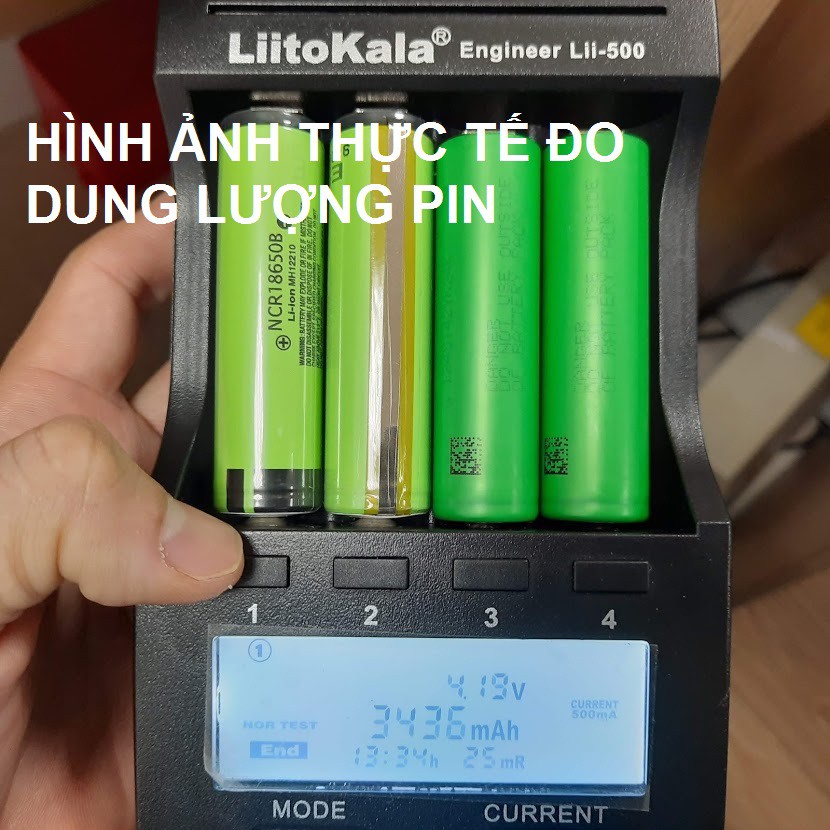 LiitoKala® Engineer Lii-500
HÌNH ẢNH THỰC TẾ ĐO
DUNG LƯỢNG PIN
NCR18650B
Li-ion MH12210
1 2 3 4
1
4.19V
CURRENT
500mA
NOR TEST
3436mAh
End
13:34h 25mR
MODE CURRENT